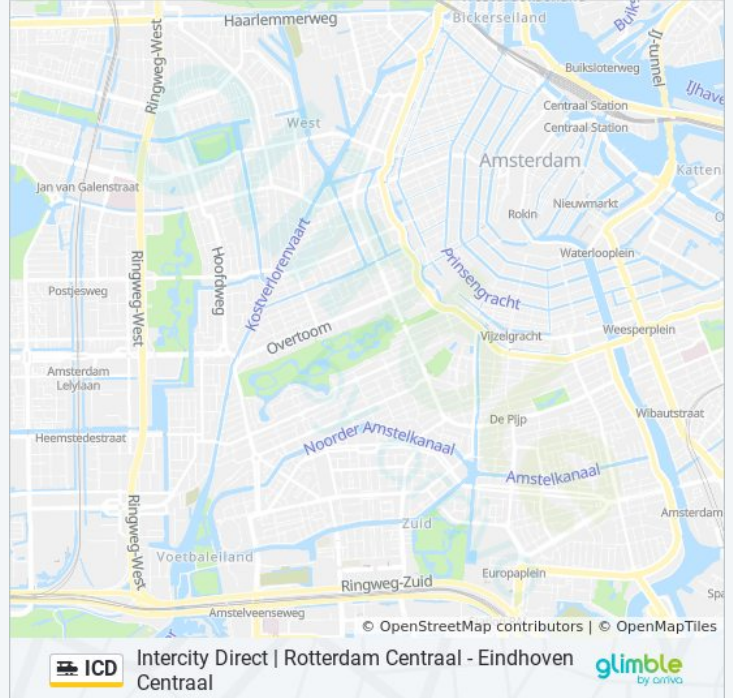 Haarlemmerweg
Bickerseiland
Ringweg-West
IJ-tunnel
Buiksloterweg
Centraal Station
Centraal Station
West
Amsterdam
Jan van Galenstraat
Rokin
Nieuwmarkt
Waterlooplein
Kostverlorenvaart
Hoofdweg
Ringweg-West
Prinsengracht
Postjesweg
Overtoom
Vijzelgracht
Weesperplein
Amsterdam
Lelylaan
De Pijp
Wibautstraat
Heemstedestraat
Noorder Amstelkanaal
Amstelkanaal
Ringweg-West
Zuid
Amsterdam
Voetbaleiland
Europaplein
Ringweg-Zuid
Amstelveenseweg
© OpenStreetMap contributors | © OpenMapTiles
ICD
Intercity Direct | Rotterdam Centraal - Eindhoven
Centraal
glimble
by arriva